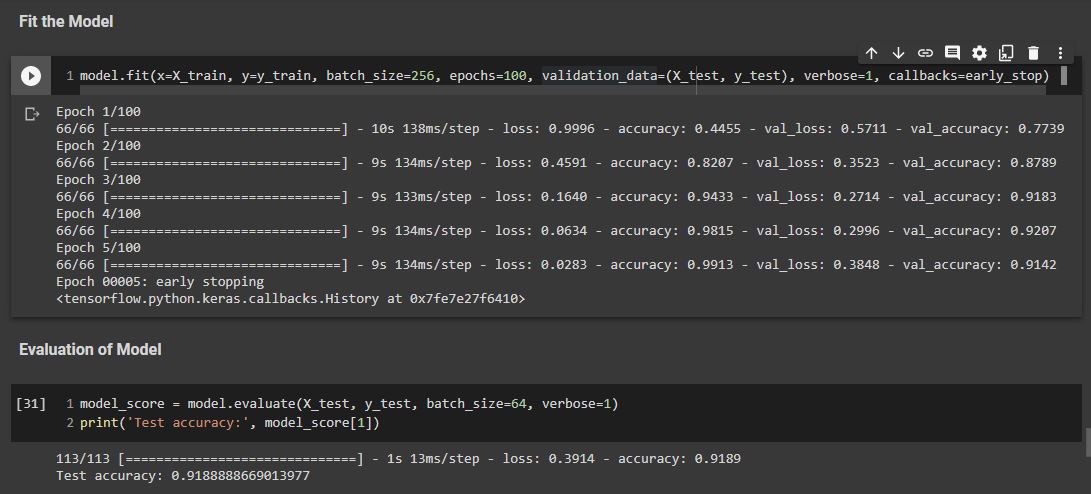 Fit the Model
1 model.fit(x=X_train, y=y_train, batch_size=256, epochs=100, validation_data=(X_test, y_test), verbose=1, callbacks=early_stop)
Epoch 1/100
66/66 [==============================] - 10s 138ms/step - loss: 0.9996 - accuracy: 0.4455 - val_loss: 0.5711 - val_accuracy: 0.7739
Epoch 2/100
66/66 [==============================] - 9s 134ms/step - loss: 0.4591 - accuracy: 0.8207 - val_loss: 0.3523 - val_accuracy: 0.8789
Epoch 3/100
66/66 [==============================] - 9s 133ms/step - loss: 0.1640 - accuracy: 0.9433 - val_loss: 0.2714 - val_accuracy: 0.9183
Epoch 4/100
66/66 [==============================] - 9s 134ms/step - loss: 0.0634 - accuracy: 0.9815 - val_loss: 0.2996 - val_accuracy: 0.9207
Epoch 5/100
66/66 [==============================] - 9s 134ms/step - loss: 0.0283 - accuracy: 0.9913 - val_loss: 0.3848 - val_accuracy: 0.9142
Epoch 00005: early stopping
<tensorflow.python.keras.callbacks.History at 0x7fe7e27f6410>
Evaluation of Model
[31] 1 model_score = model.evaluate(X_test, y_test, batch_size=64, verbose=1)
2 print('Test accuracy:', model_score[1])
113/113 [==============================] - 1s 13ms/step - loss: 0.3914 - accuracy: 0.9189
Test accuracy: 0.9188888669013977